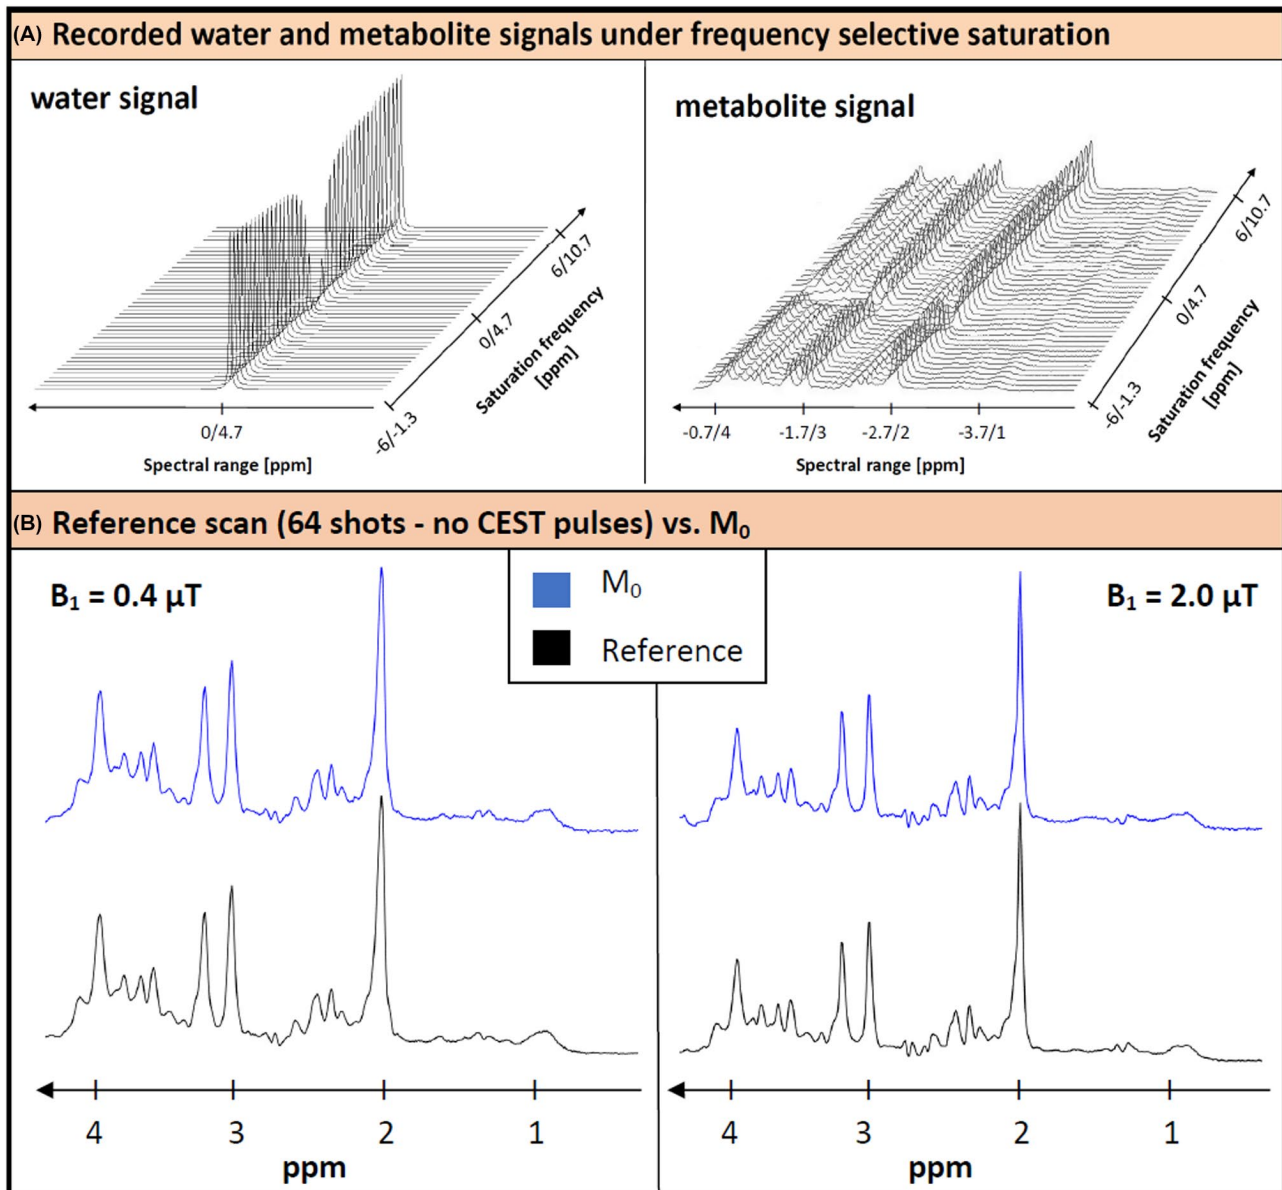 (A) Recorded water and metabolite signals under frequency selective saturation
water signal
6/10.7
0/4.7
-6/-1.3
Saturation frequency
[ppm]
0/4.7
Spectral range [ppm]
metabolite signal
6/10.7
0/4.7
-6/-1.3
Saturation frequency
[ppm]
-0.7/4 -1.7/3 -2.7/2 -3.7/1
Spectral range [ppm]
(B) Reference scan (64 shots - no CEST pulses) vs. M₀
B₁ = 0.4 µT
M₀
Reference
B₁ = 2.0 µT
4 3 2 1
ppm
4 3 2 1
ppm